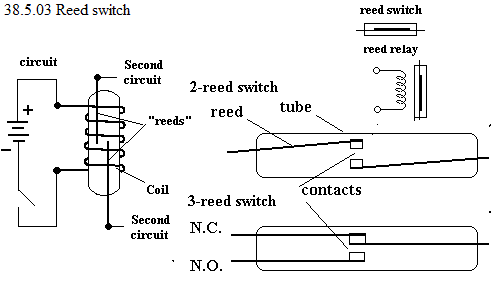 38.5.03 Reed switch
reed switch
reed relay
circuit
Second
circuit
+
−
"reeds"
Coil
Second
circuit
2-reed switch
reed
tube
contacts
3-reed switch
N.C.
N.O.